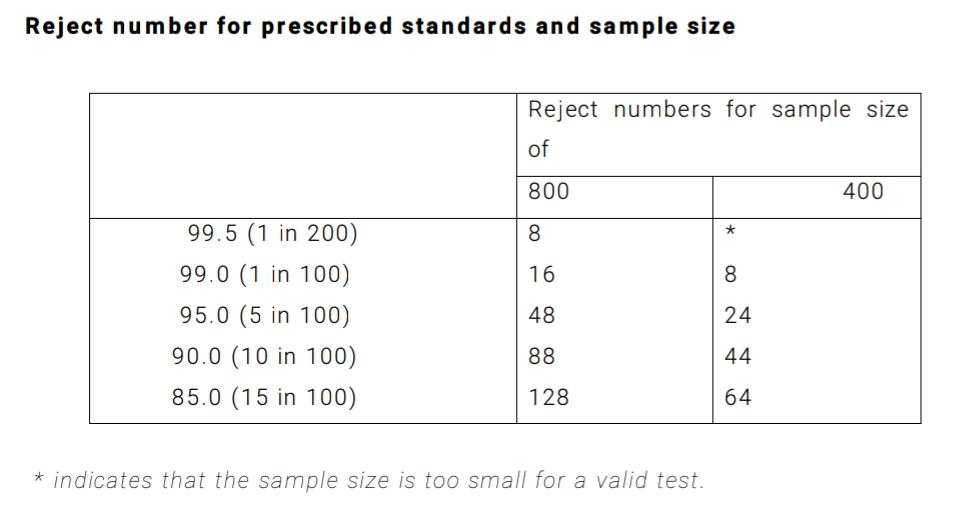 Reject number for prescribed standards and sample size
Reject numbers for sample size
of
800 400
99.5 (1 in 200) 8 *
99.0 (1 in 100) 16 8
95.0 (5 in 100) 48 24
90.0 (10 in 100) 88 44
85.0 (15 in 100) 128 64
* indicates that the sample size is too small for a valid test.